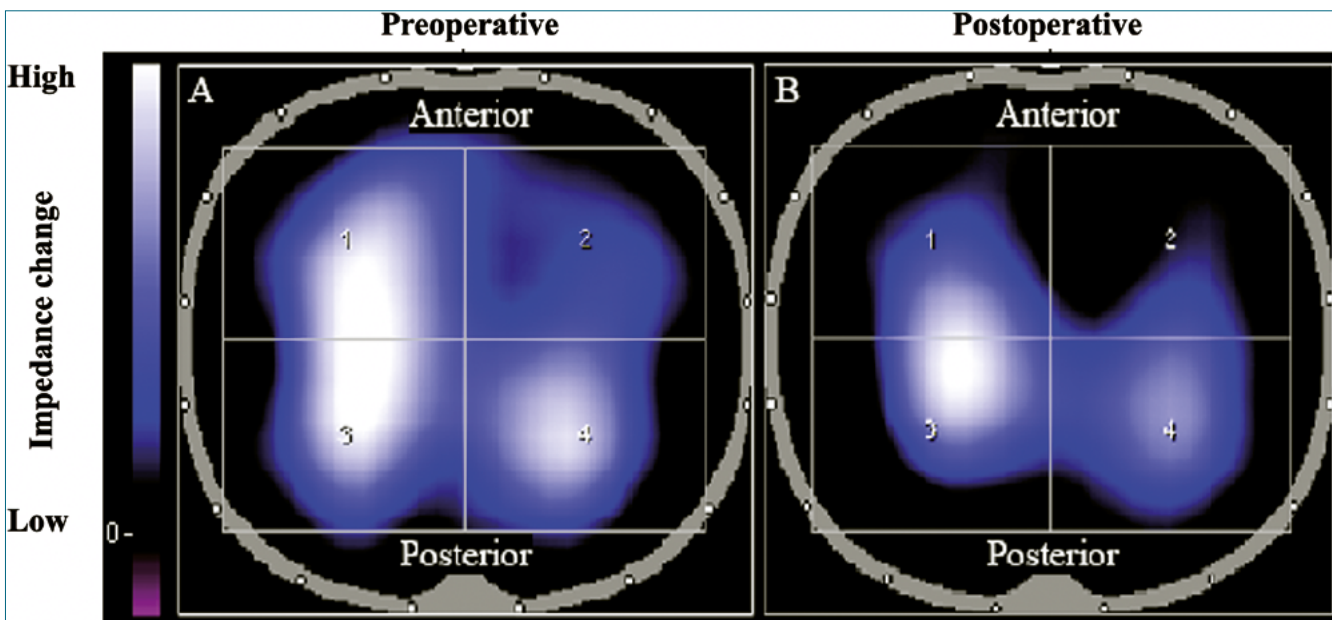 Preoperative
Postoperative
High
Impedance change
Low
0-
A
Anterior
1
2
3
4
Posterior
B
Anterior
1
2
3
4
Posterior